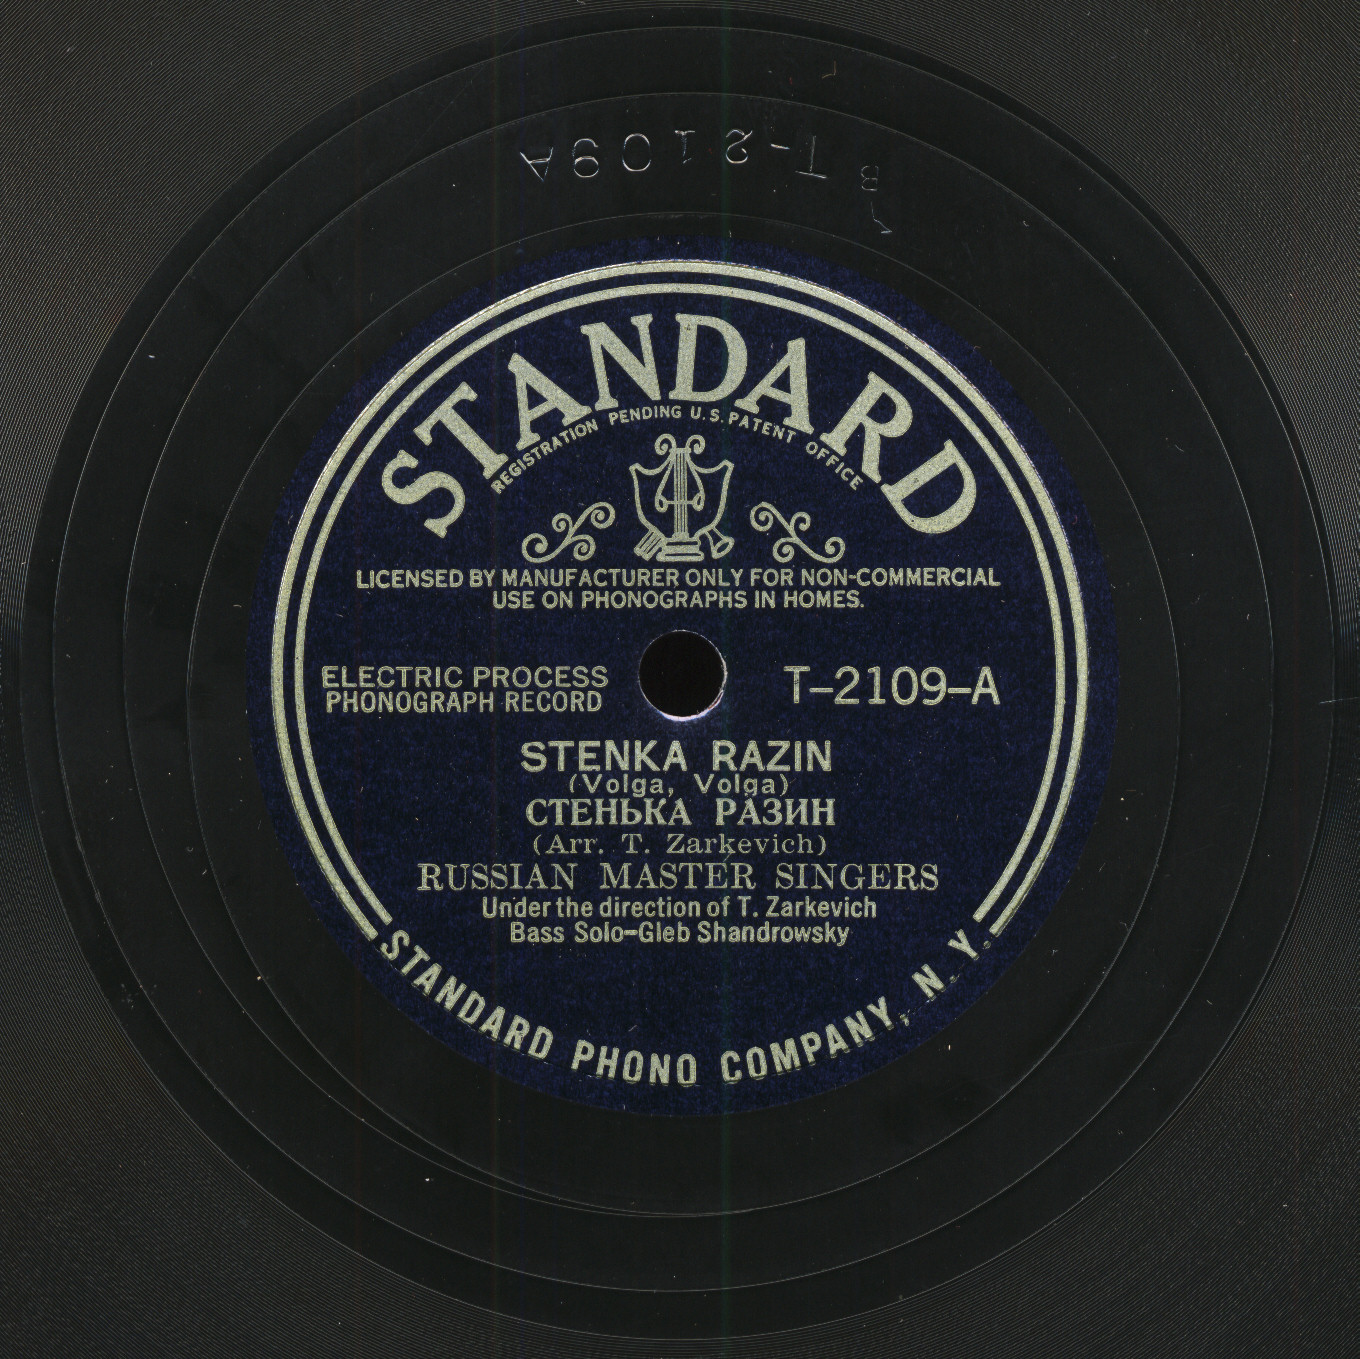 BT-2109A
STANDARD
REGISTRATION PENDING U.S. PATENT OFFICE
LICENSED BY MANUFACTURER ONLY FOR NON-COMMERCIAL
USE ON PHONOGRAPHS IN HOMES.
ELECTRIC PROCESS
PHONOGRAPH RECORD
T-2109-A
STENKA RAZIN
(Volga, Volga)
СТЕНЬКА РАЗИН
(Arr. T. Zarkevich)
RUSSIAN MASTER SINGERS
Under the direction of T. Zarkevich
Bass Solo-Gleb Shandrowsky
STANDARD PHONO COMPANY, N. Y.